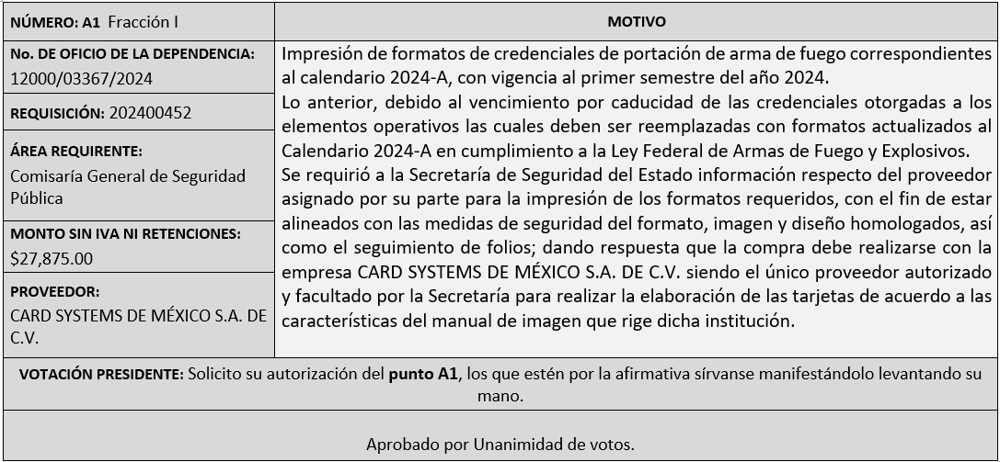 NÚMERO: A1 Fracción I
No. DE OFICIO DE LA DEPENDENCIA:
12000/03367/2024
REQUISICIÓN: 202400452
ÁREA REQUIRENTE:
Comisaría General de Seguridad
Pública
MONTO SIN IVA NI RETENCIONES:
$27,875.00
PROVEEDOR:
CARD SYSTEMS DE MÉXICO S.A. DE
C.V.
MOTIVO
Impresión de formatos de credenciales de portación de arma de fuego correspondientes
al calendario 2024-A, con vigencia al primer semestre del año 2024.
Lo anterior, debido al vencimiento por caducidad de las credenciales otorgadas a los
elementos operativos las cuales deben ser reemplazadas con formatos actualizados al
Calendario 2024-A en cumplimiento a la Ley Federal de Armas de Fuego y Explosivos.
Se requirió a la Secretaría de Seguridad del Estado información respecto del proveedor
asignado por su parte para la impresión de los formatos requeridos, con el fin de estar
alineados con las medidas de seguridad del formato, imagen y diseño homologados, así
como el seguimiento de folios; dando respuesta que la compra debe realizarse con la
empresa CARD SYSTEMS DE MÉXICO S.A. DE C.V. siendo el único proveedor autorizado
y facultado por la Secretaría para realizar la elaboración de las tarjetas de acuerdo a las
características del manual de imagen que rige dicha institución.
VOTACIÓN PRESIDENTE: Solicito su autorización del punto A1, los que estén por la afirmativa sírvanse manifestándolo levantando su
mano.
Aprobado por Unanimidad de votos.